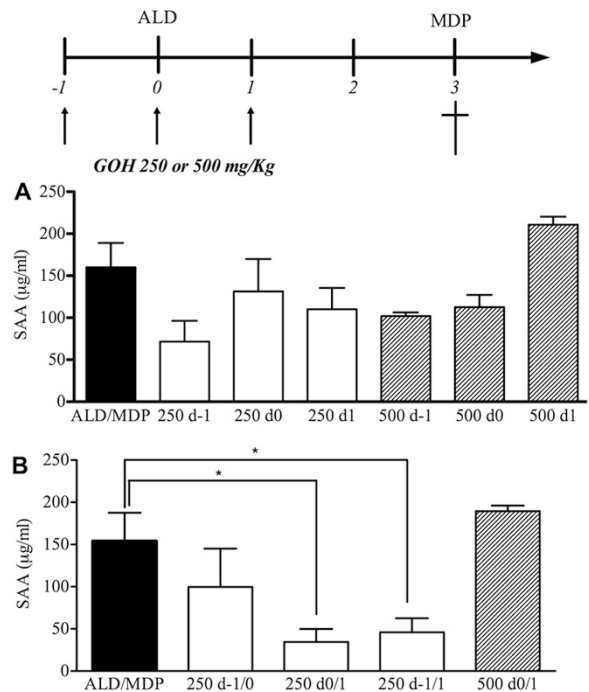 ALD MDP
-1 0 1 2 3
GOH 250 or 500 mg/Kg
A
250
200
150
100
50
0
SAA (µg/ml)
ALD/MDP 250 d-1 250 d0 250 d1 500 d-1 500 d0 500 d1
B
250
200
150
100
50
0
SAA (µg/ml)
*
*
ALD/MDP 250 d-1/0 250 d0/1 250 d-1/1 500 d0/1